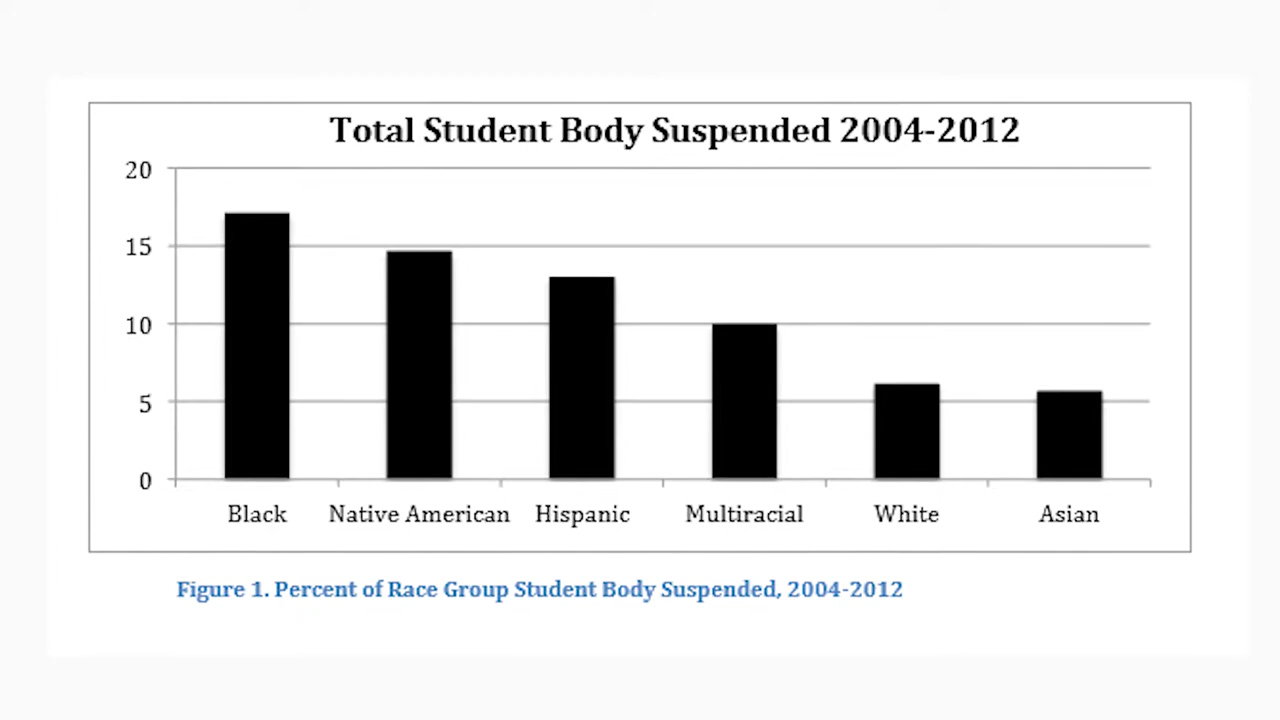 Total Student Body Suspended 2004-2012
20
15
10
5
0
Black Native American Hispanic Multiracial White Asian
Figure 1. Percent of Race Group Student Body Suspended, 2004-2012